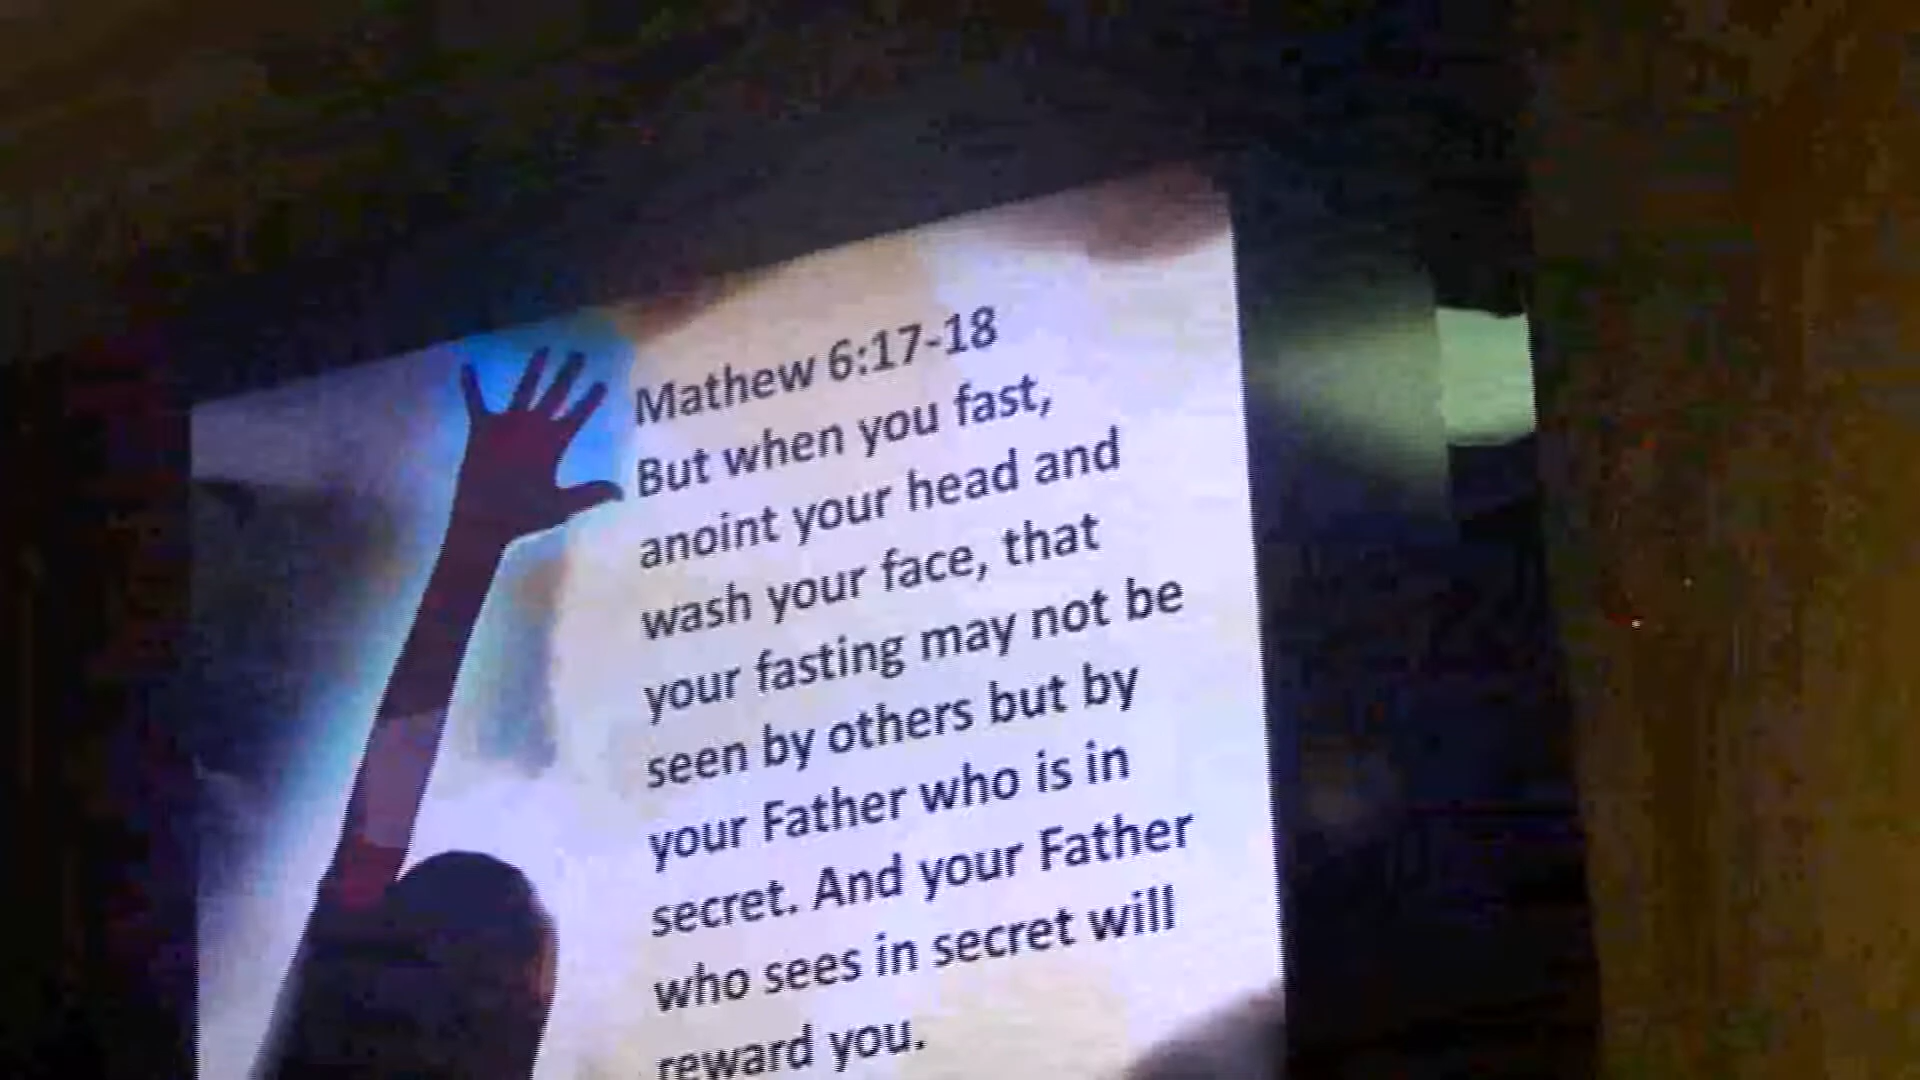 Mathew 6:17-18
But when you fast,
anoint your head and
wash your face, that
your fasting may not be
seen by others but by
your Father who is in
secret. And your Father
who sees in secret will
reward you.